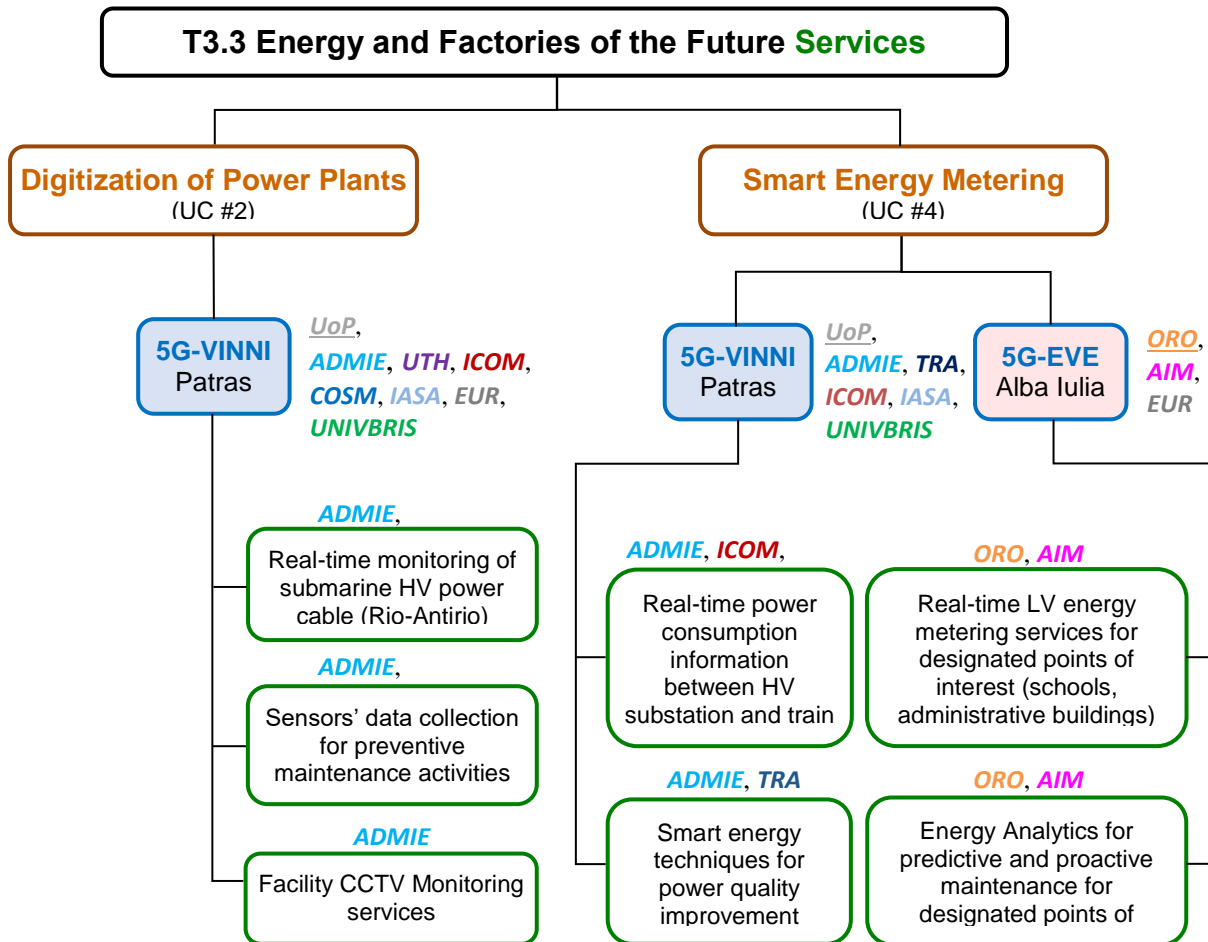 T3.3 Energy and Factories of the Future Services
Digitization of Power Plants
(UC #2)
Smart Energy Metering
(UC #4)
5G-VINNI
Patras
UoP,
ADMIE, UTH, ICOM,
COSM, IASA, EUR,
UNIVBRIS
5G-VINNI
Patras
UoP,
ADMIE, TRA,
ICOM, IASA,
UNIVBRIS
5G-EVE
Alba Iulia
ORO,
AIM,
EUR
ADMIE,
Real-time monitoring of
submarine HV power
cable (Rio-Antirio)
ADMIE,
Sensors’ data collection
for preventive
maintenance activities
ADMIE
Facility CCTV Monitoring
services
ADMIE, ICOM,
Real-time power
consumption
information
between HV
substation and train
ADMIE, TRA
Smart energy
techniques for
power quality
improvement
ORO, AIM
Real-time LV energy
metering services for
designated points of
interest (schools,
administrative buildings)
ORO, AIM
Energy Analytics for
predictive and proactive
maintenance for
designated points of